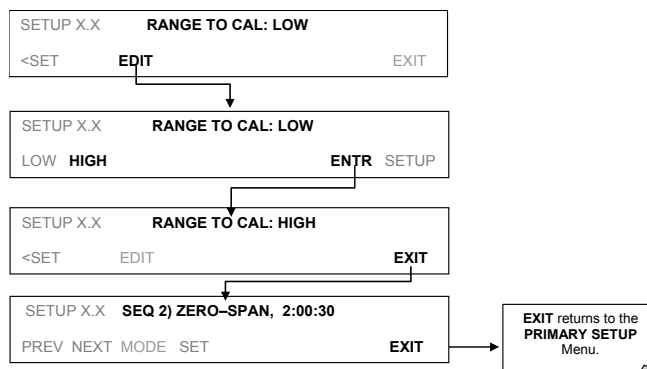 SETUP X.X RANGE TO CAL: LOW
<SET EDIT EXIT
SETUP X.X RANGE TO CAL: LOW
LOW HIGH ENTR SETUP
SETUP X.X RANGE TO CAL: HIGH
<SET EDIT EXIT
SETUP X.X SEQ 2) ZERO–SPAN, 2:00:30
PREV NEXT MODE SET EXIT
EXIT returns to the
PRIMARY SETUP
Menu.